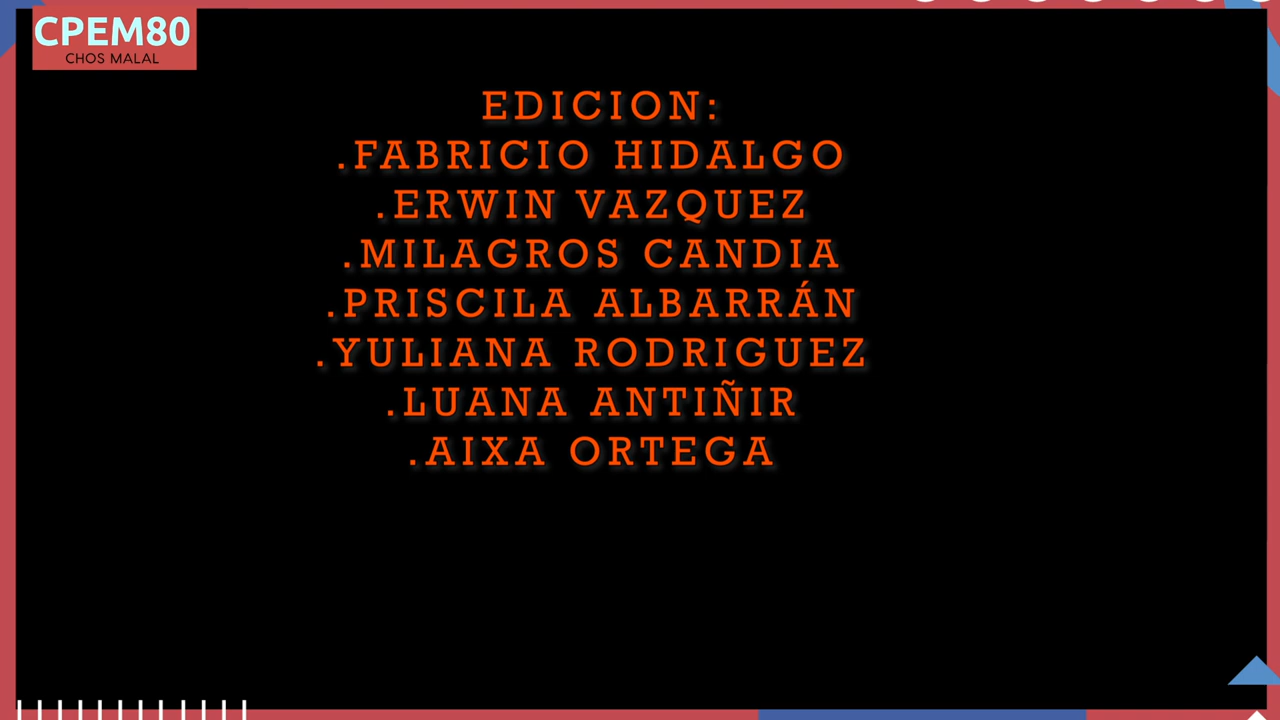 CPEM80
CHOS MALAL
EDICION:
.FABRICIO HIDALGO
.ERWIN VAZQUEZ
.MILAGROS CANDIA
.PRISCILA ALBARRÁN
.YULIANA RODRIGUEZ
.LUANA ANTIÑIR
.AIXA ORTEGA